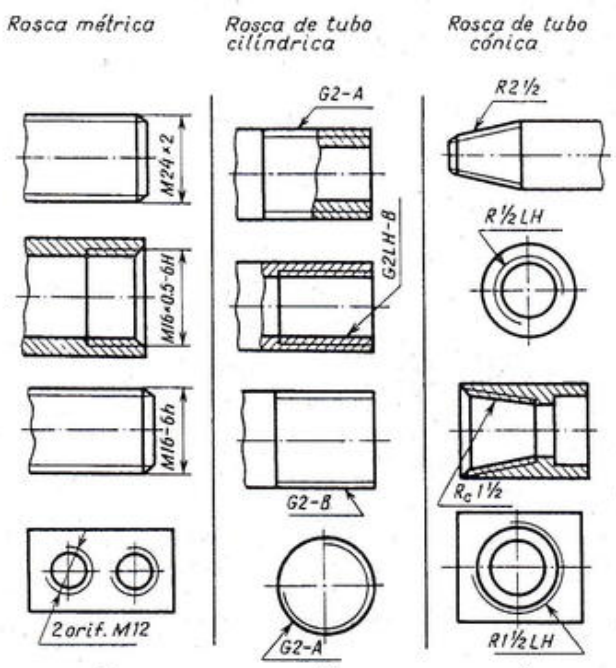 Rosca métrica
M24×2
M16×0.5-6H
M16-6h
2 orif. M12
Rosca de tubo
cilíndrica
G2-A
G2LH-B
G2-B
G2-A
Rosca de tubo
cónica
R2½
R½LH
Rc 1½
R1½LH